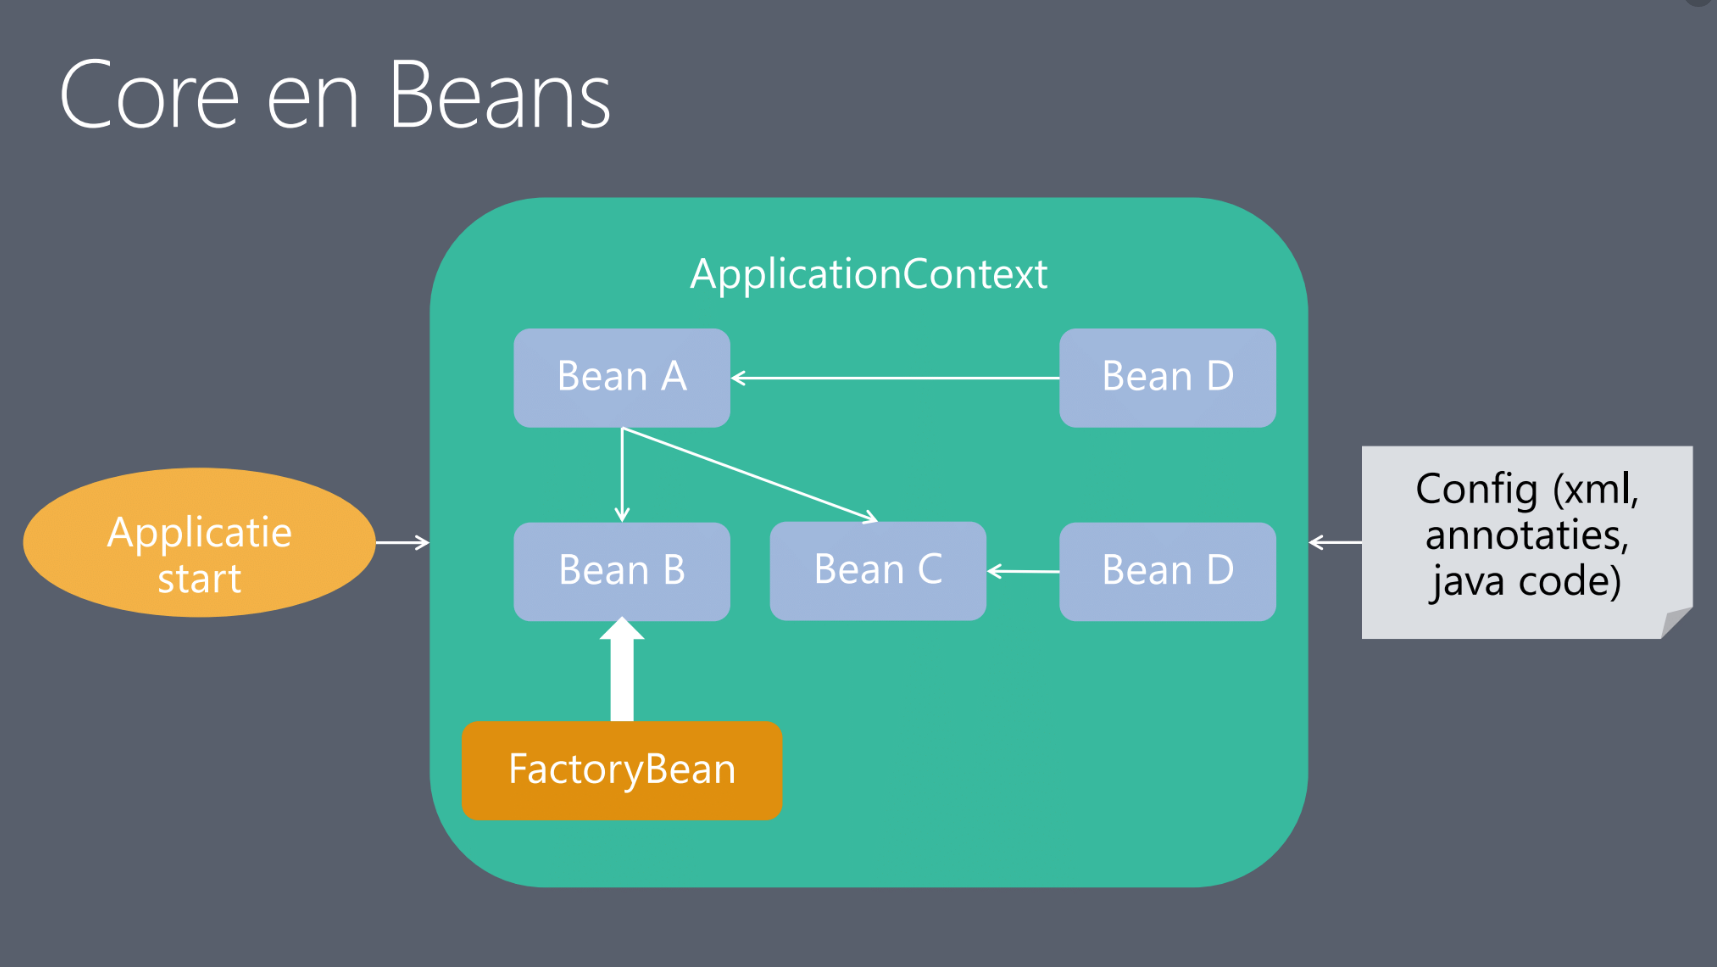 Core en Beans
ApplicationContext
Bean A
Bean D
Applicatie
start
Bean B
Bean C
Bean D
Config (xml,
annotaties,
java code)
FactoryBean